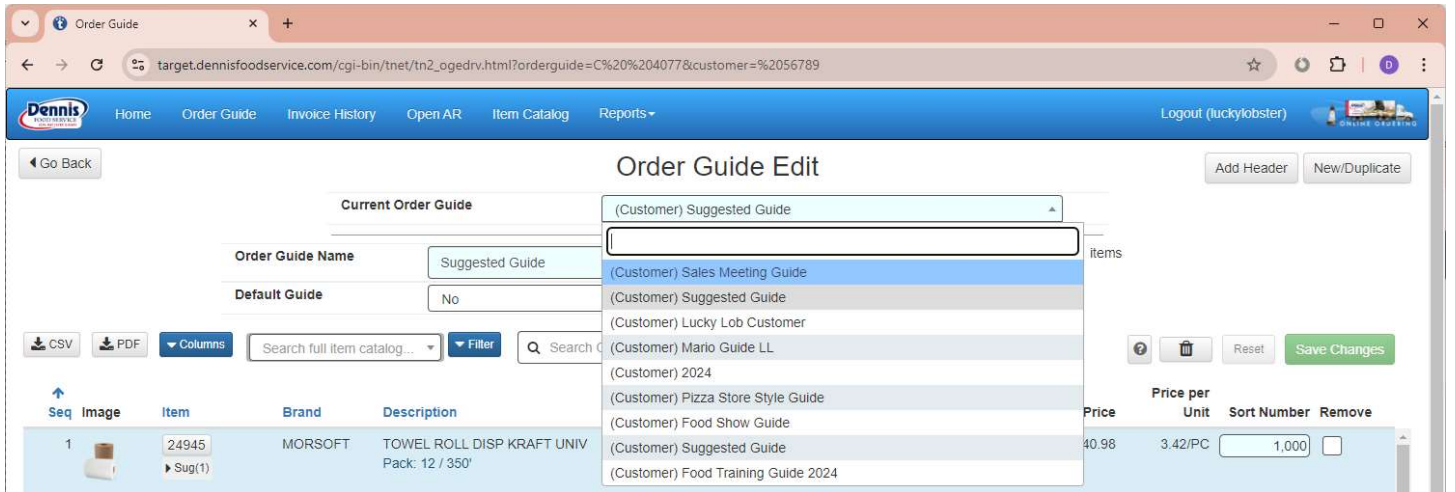 Order Guide
target.dennisfoodservice.com/cgi-bin/tnet/tn2_ogedrv.html?orderguide=C%20%204077&customer=%2056789
D
Dennis
FOOD SERVICE
Home Order Guide Invoice History Open AR Item Catalog Reports Logout (luckylobster)
ONLINE ORDERING
Go Back Order Guide Edit Add Header New/Duplicate
Current Order Guide (Customer) Suggested Guide
Order Guide Name Suggested Guide items
Default Guide No
(Customer) Sales Meeting Guide
(Customer) Suggested Guide
(Customer) Lucky Lob Customer
(Customer) Mario Guide LL
(Customer) 2024
(Customer) Pizza Store Style Guide
(Customer) Food Show Guide
(Customer) Suggested Guide
(Customer) Food Training Guide 2024
CSV PDF Columns Search full item catalog... Filter Search Reset Save Changes
Seq Image Item Brand Description Price Price per Unit Sort Number Remove
1 24945 MORSOFT TOWEL ROLL DISP KRAFT UNIV 40.98 3.42/PC 1,000
Sug(1) Pack: 12 / 350'